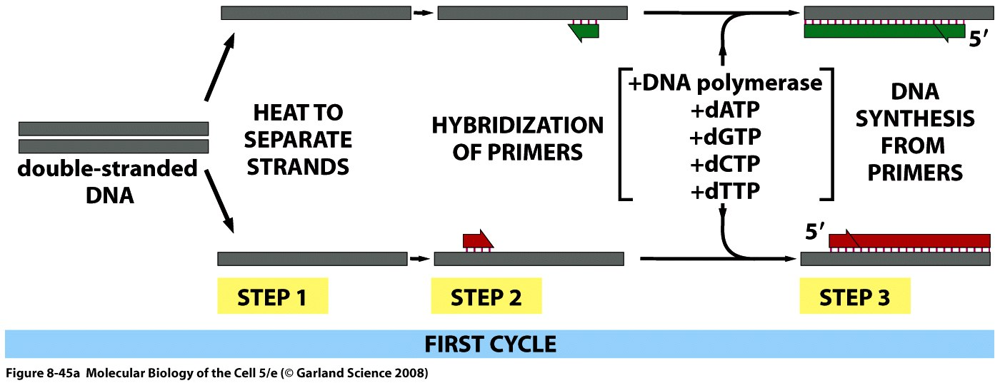 5′
+DNA polymerase
+dATP
+dGTP
+dCTP
+dTTP
DNA
SYNTHESIS
FROM
PRIMERS
HEAT TO
SEPARATE
STRANDS
HYBRIDIZATION
OF PRIMERS
double-stranded
DNA
5′
STEP 1
STEP 2
STEP 3
FIRST CYCLE
Figure 8-45a Molecular Biology of the Cell 5/e (© Garland Science 2008)